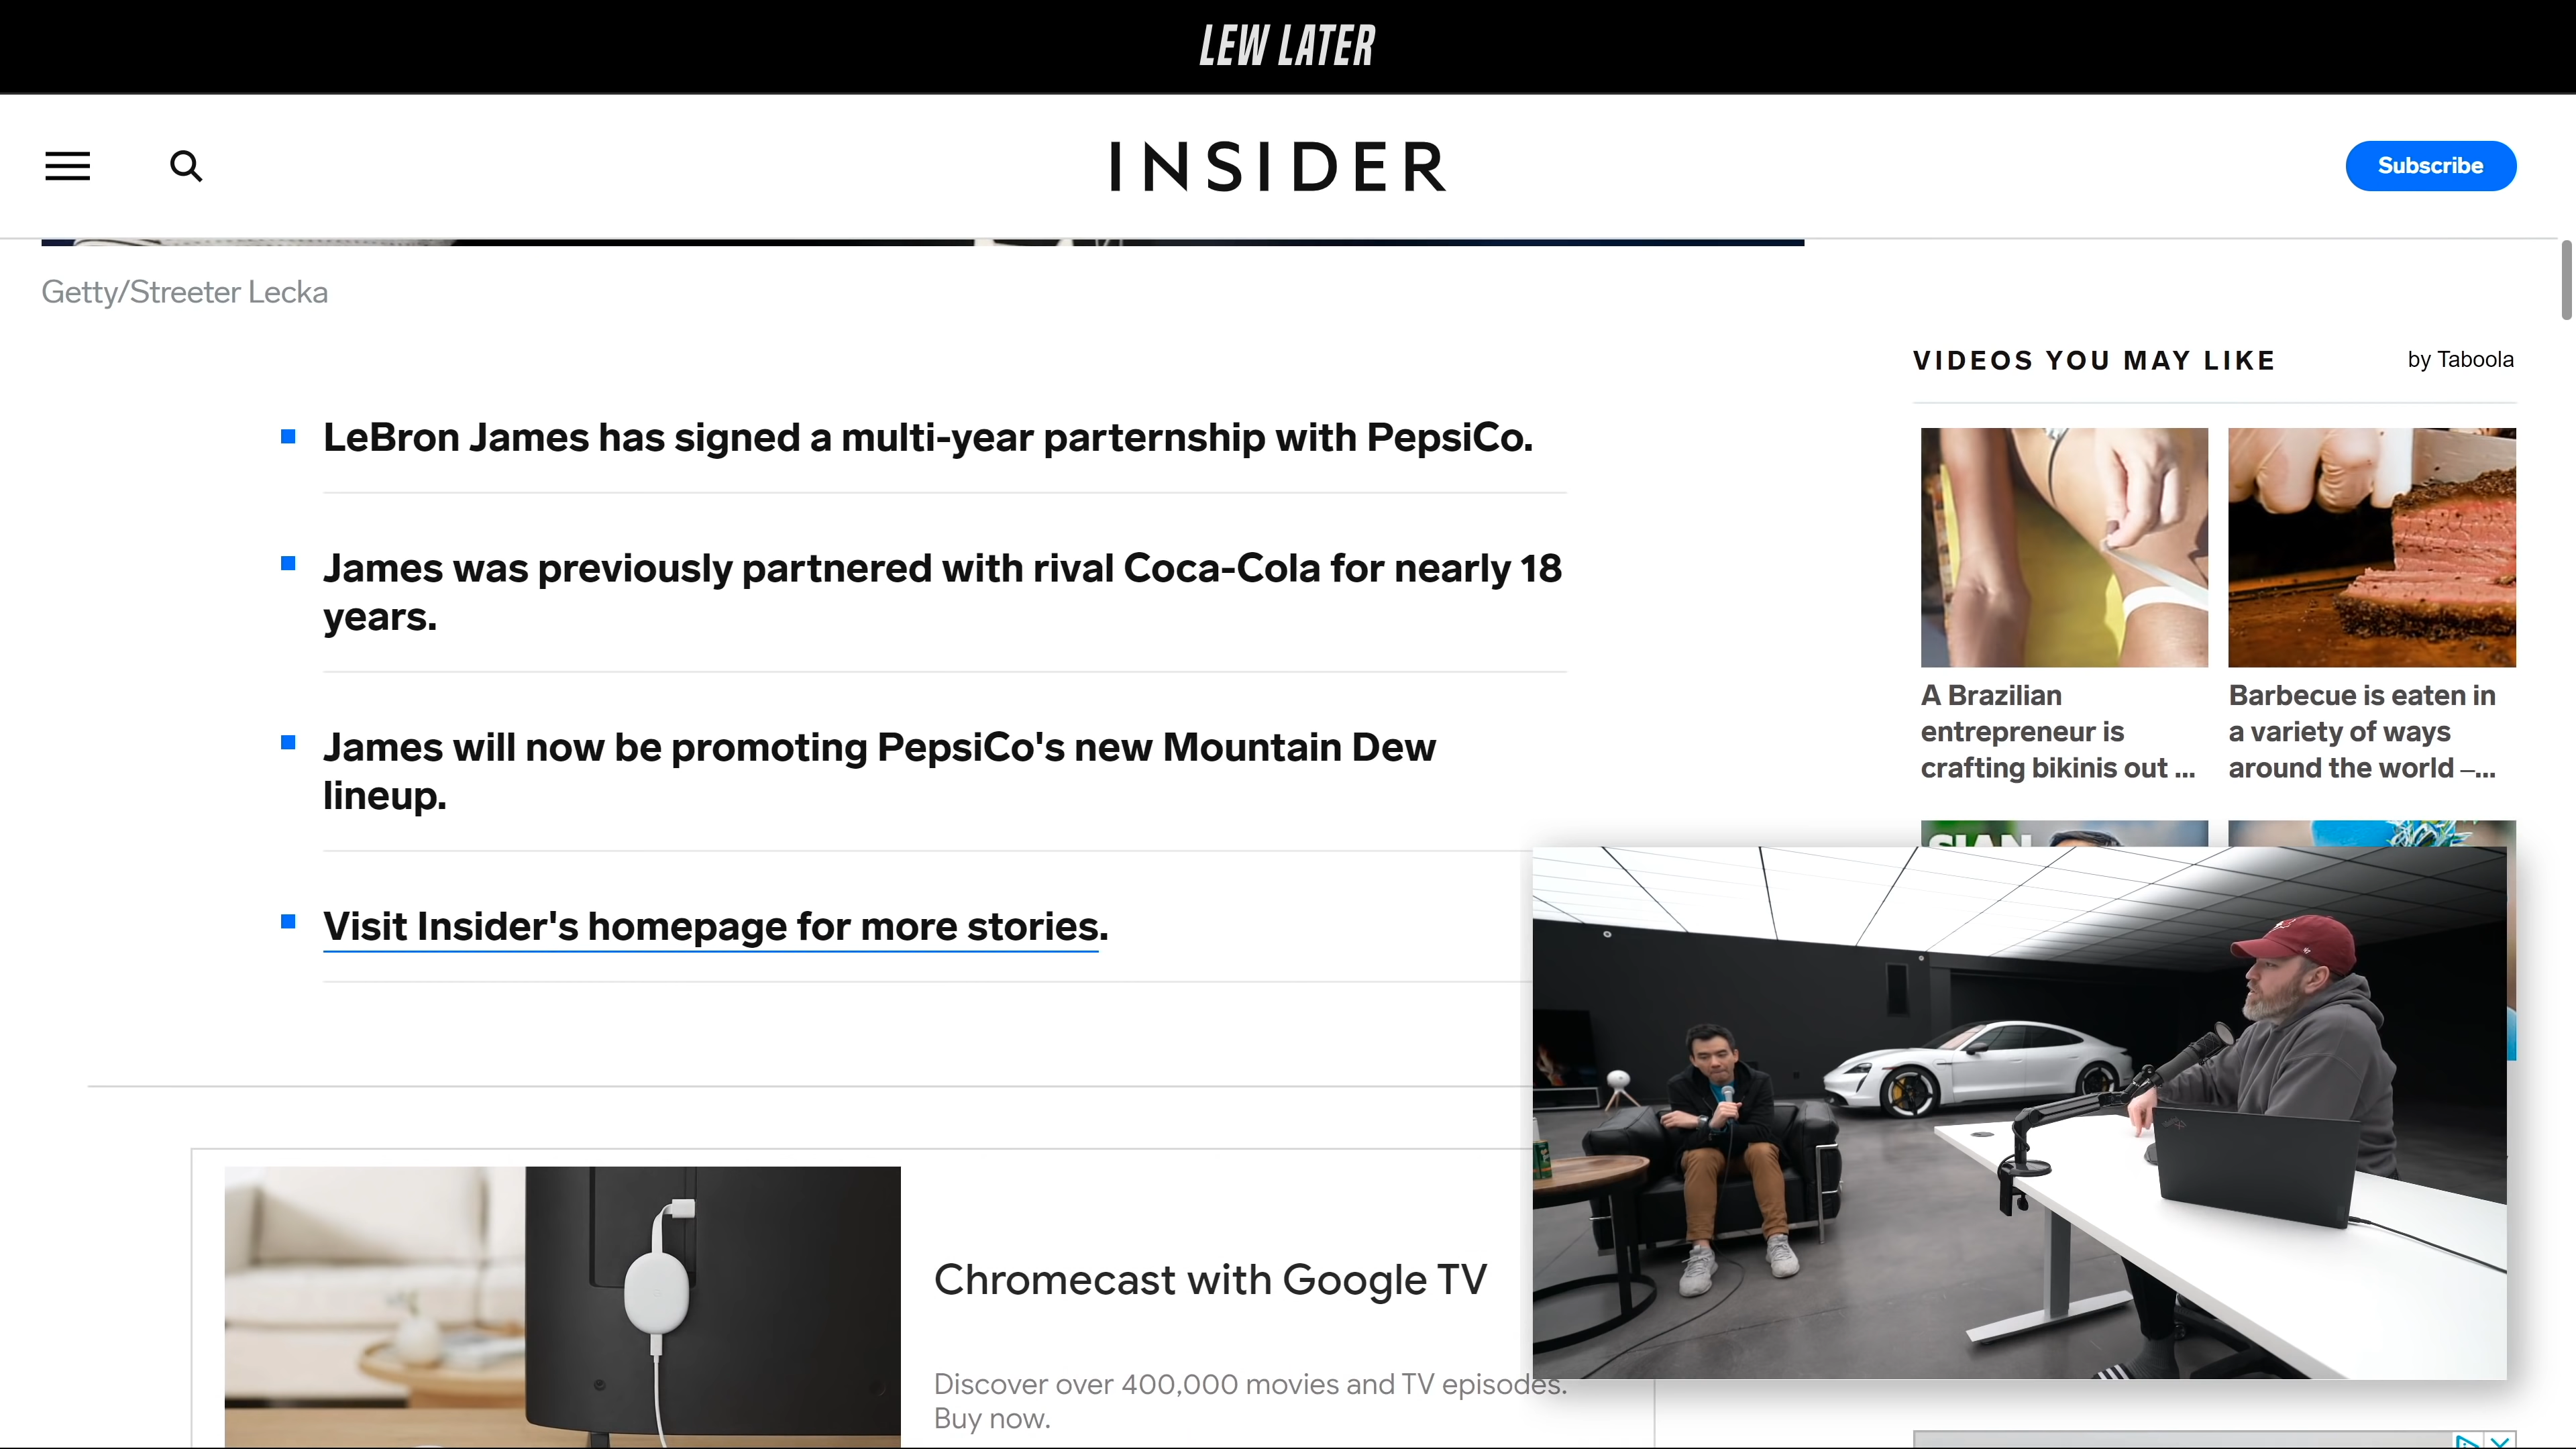 LEW LATER
INSIDER
Subscribe
Getty/Streeter Lecka
LeBron James has signed a multi-year parternship with PepsiCo.
James was previously partnered with rival Coca-Cola for nearly 18
years.
James will now be promoting PepsiCo's new Mountain Dew
lineup.
Visit Insider's homepage for more stories.
VIDEOS YOU MAY LIKE
by Taboola
A Brazilian
entrepreneur is
crafting bikinis out ...
Barbecue is eaten in
a variety of ways
around the world –...
Chromecast with Google TV
Discover over 400,000 movies and TV episodes.
Buy now.